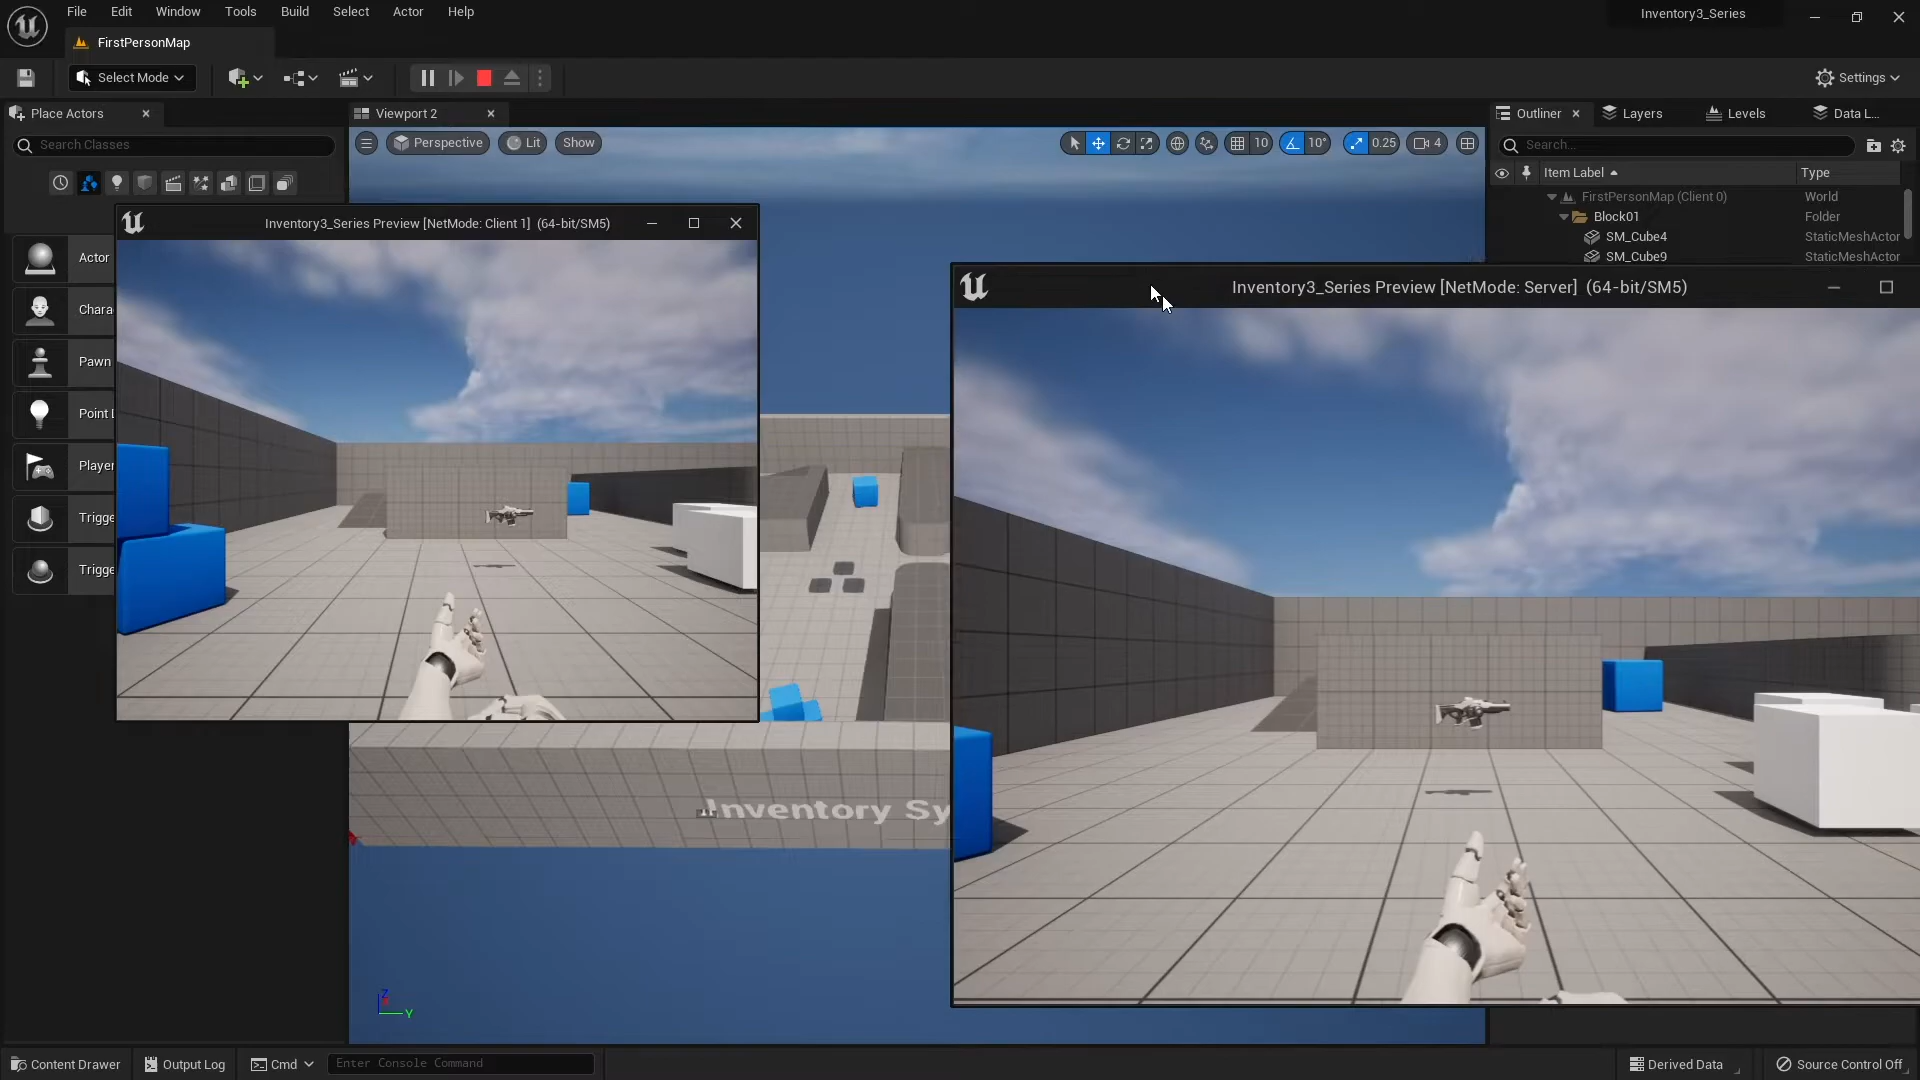 File Edit Window Tools Build Select Actor Help
Inventory3_Series
FirstPersonMap
Select Mode
Settings
Place Actors
Viewport 2
Outliner
Layers
Levels
Data L...
Search Classes
Perspective
Lit
Show
10
10°
0.25
4
Search...
Item Label
Type
FirstPersonMap (Client 0)
World
Block01
Folder
SM_Cube4
StaticMeshActor
SM_Cube9
StaticMeshActor
Inventory3_Series Preview [NetMode: Client 1] (64-bit/SM5)
Inventory3_Series Preview [NetMode: Server] (64-bit/SM5)
Actor
Chara
Pawn
Point L
Player
Trigge
Trigge
Inventory Sy
Z
Y
Content Drawer
Output Log
Cmd
Enter Console Command
Derived Data
Source Control Off